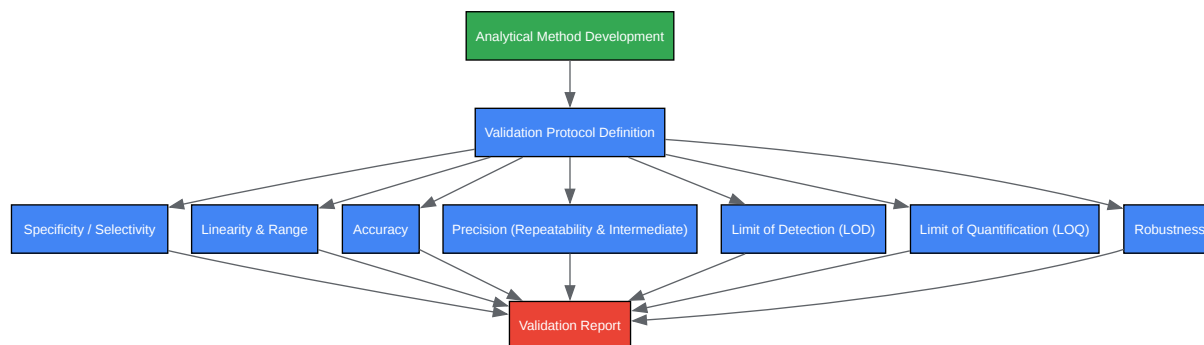 Analytical Method Development
Validation Protocol Definition
Specificity / Selectivity
Linearity & Range
Accuracy
Precision (Repeatability & Intermediate)
Limit of Detection (LOD)
Limit of Quantification (LOQ)
Robustness
Validation Report